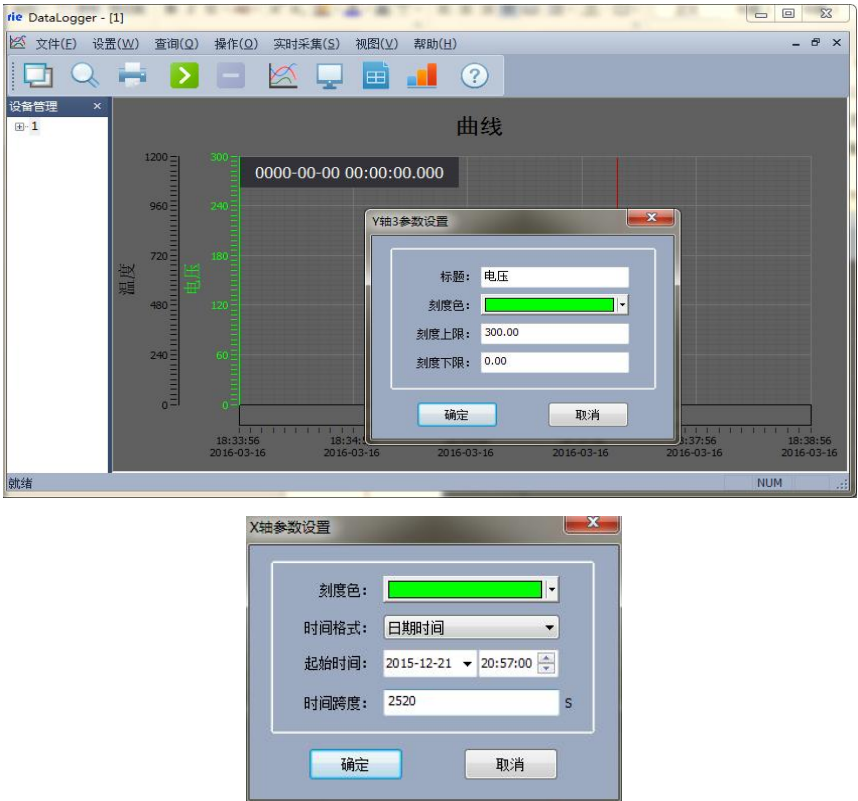 rie DataLogger - [1]
文件(F) 设置(W) 查询(Q) 操作(O) 实时采集(S) 视图(V) 帮助(H)
设备管理
1
曲线
0000-00-00 00:00:00.000
1200
960
720
480
240
0
温度
300
240
180
120
60
0
电压
18:33:56
2016-03-16
18:34:
2016-03-16
2016-03-16
2016-03-16
:37:56
2016-03-16
18:38:56
2016-03-16
Y轴3参数设置
标题: 电压
刻度色:
刻度上限: 300.00
刻度下限: 0.00
确定 取消
就绪 NUM
X轴参数设置
刻度色:
时间格式: 日期时间
起始时间: 2015-12-21 20:57:00
时间跨度: 2520 S
确定 取消